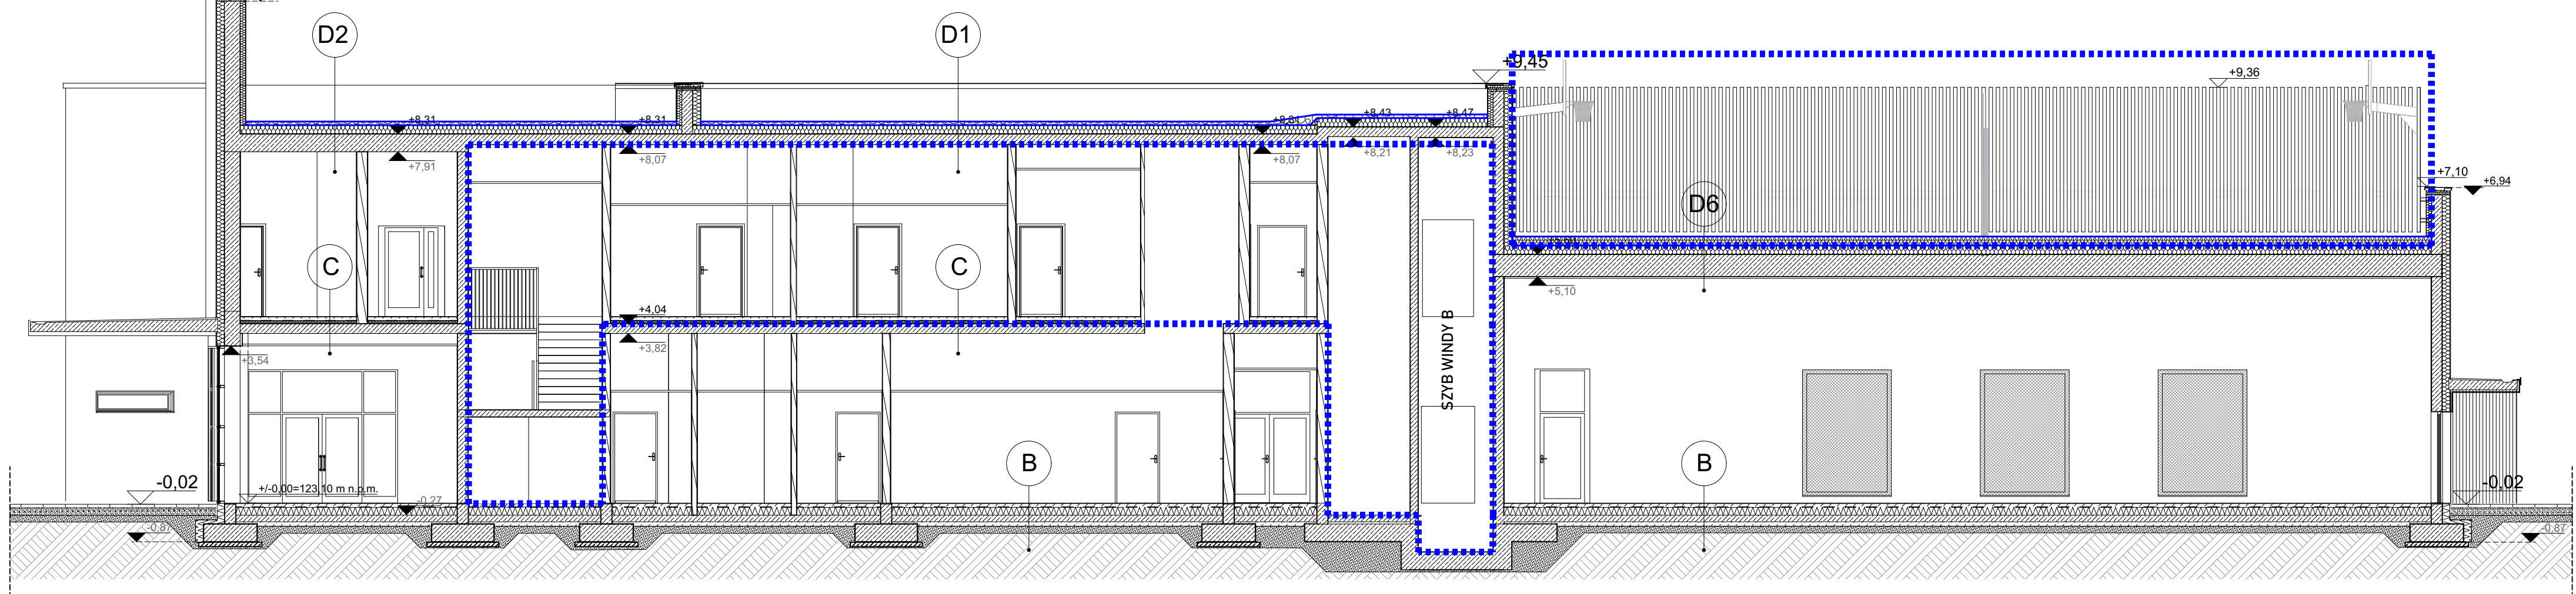 D2
D1
+9,45
+9,36
+8,31
+8,31
+8,43
+8,47
+7,91
+8,07
+8,07
+8,21
+8,23
+7,10
+6,94
D6
C
C
+5,10
+4,04
+3,82
+3,54
SZYB WINDY B
B
B
-0,02
+/-0,00=123,10 m n.p.m.
-0,27
-0,02
-0,87